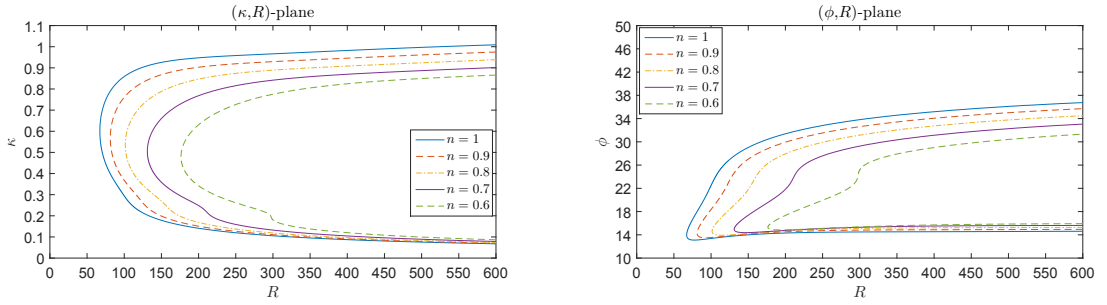 (κ,R)-plane
1.1
1
0.9
0.8
0.7
0.6
0.5
0.4
0.3
0.2
0.1
0
κ
n = 1
n = 0.9
n = 0.8
n = 0.7
n = 0.6
0 50 100 150 200 250 300 350 400 450 500 550 600
R
(ϕ,R)-plane
50
46
42
38
34
30
26
22
18
14
10
ϕ
n = 1
n = 0.9
n = 0.8
n = 0.7
n = 0.6
0 50 100 150 200 250 300 350 400 450 500 550 600
R